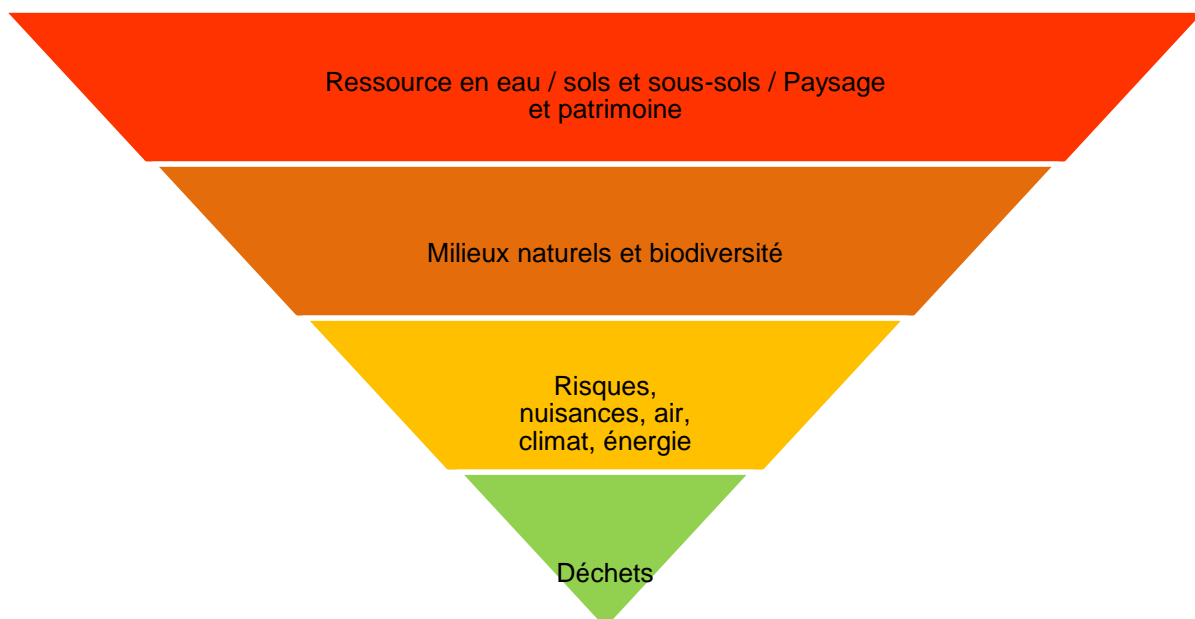 Ressource en eau / sols et sous-sols / Paysage
et patrimoine
Milieux naturels et biodiversité
Risques,
nuisances, air,
climat, énergie
Déchets